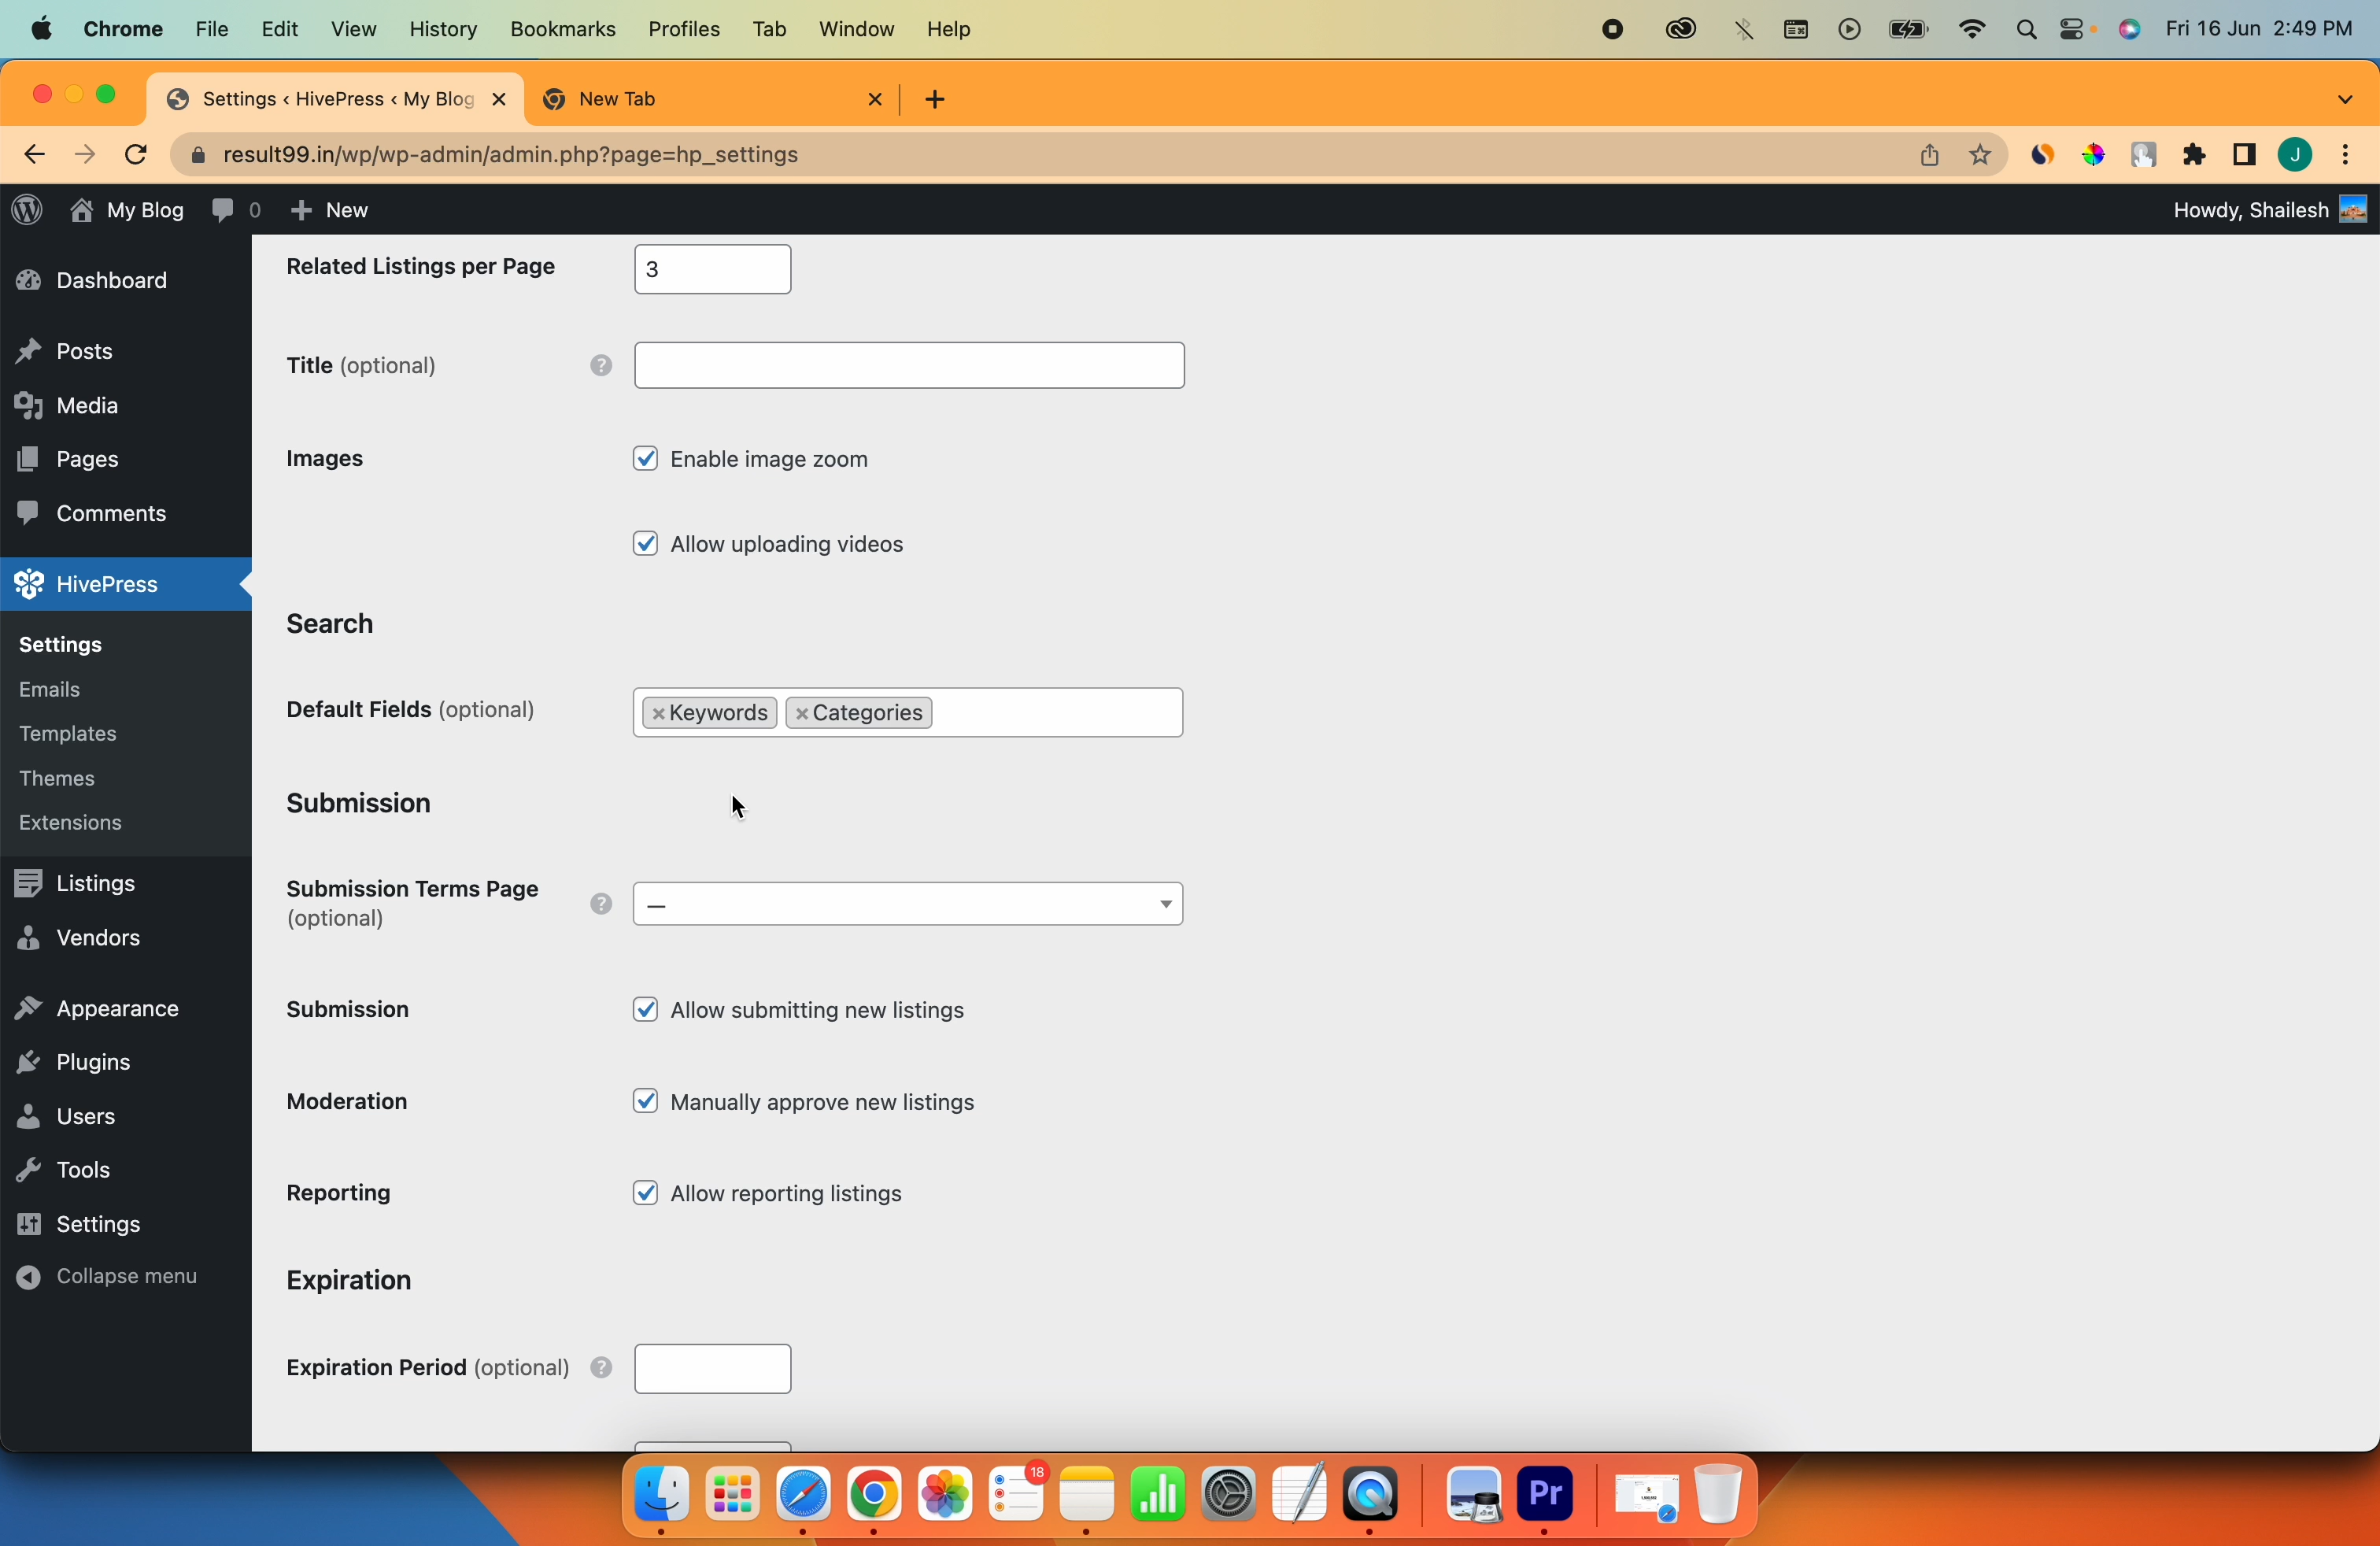 Chrome File Edit View History Bookmarks Profiles Tab Window Help Fri 16 Jun 2:49 PM
Settings ‹ HivePress ‹ My Blog New Tab
result99.in/wp/wp-admin/admin.php?page=hp_settings J
My Blog 0 New Howdy, Shailesh
Dashboard
Posts
Media
Pages
Comments
HivePress
Settings
Emails
Templates
Themes
Extensions
Listings
Vendors
Appearance
Plugins
Users
Tools
Settings
Collapse menu
Related Listings per Page 3
Title (optional) ?
Images Enable image zoom
Allow uploading videos
Search
Default Fields (optional) × Keywords × Categories
Submission
Submission Terms Page
(optional) ? —
Submission Allow submitting new listings
Moderation Manually approve new listings
Reporting Allow reporting listings
Expiration
Expiration Period (optional) ?
18
Pr